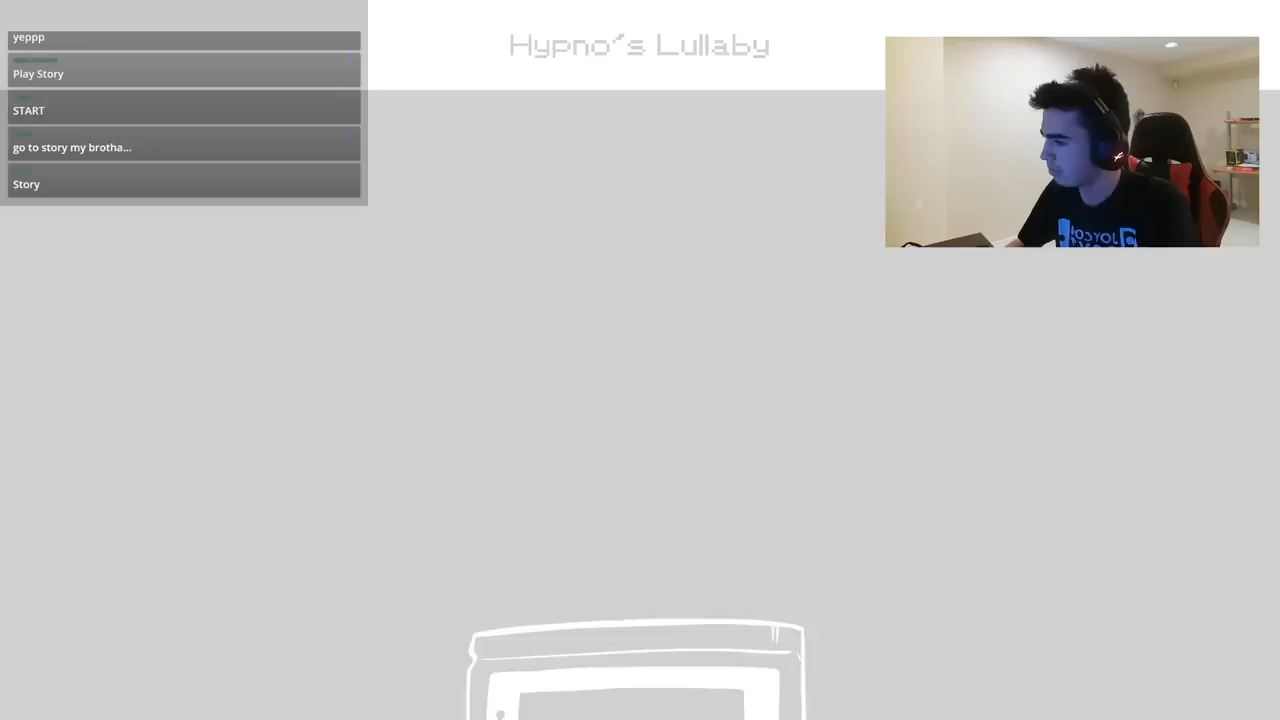 yeppp
Play Story
START
go to story my brotha...
Story
Hypno's Lullaby